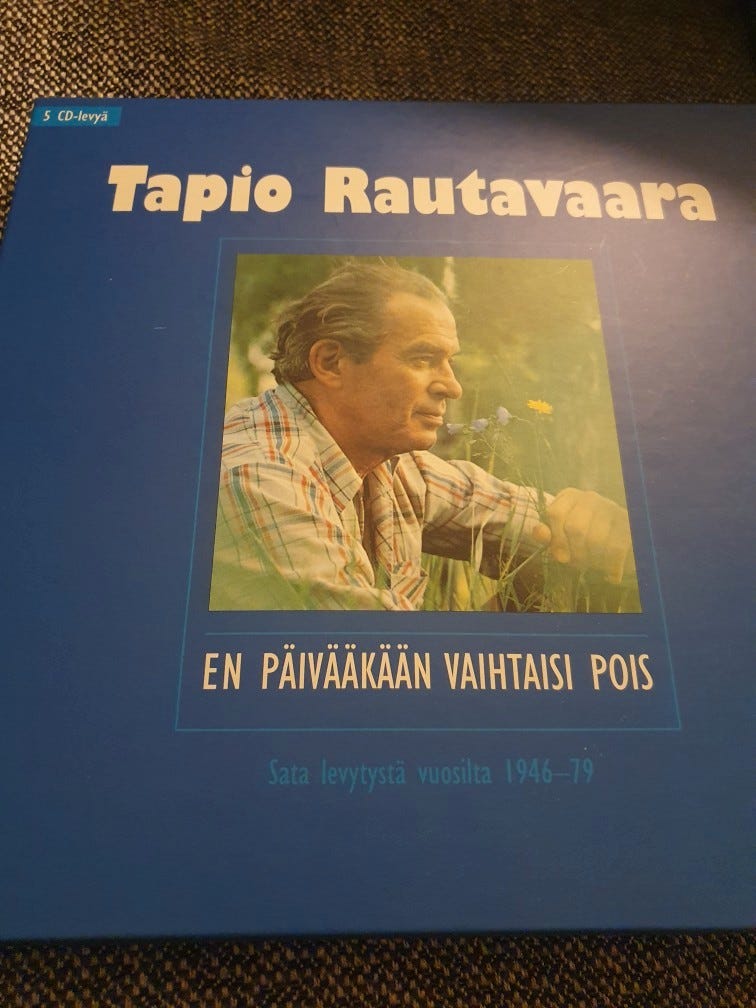 5 CD-levyä
Tapio Rautavaara
EN PÄIVÄÄKÄÄN VAIHTAISI POIS
Sata levytystä vuosilta 1946–79